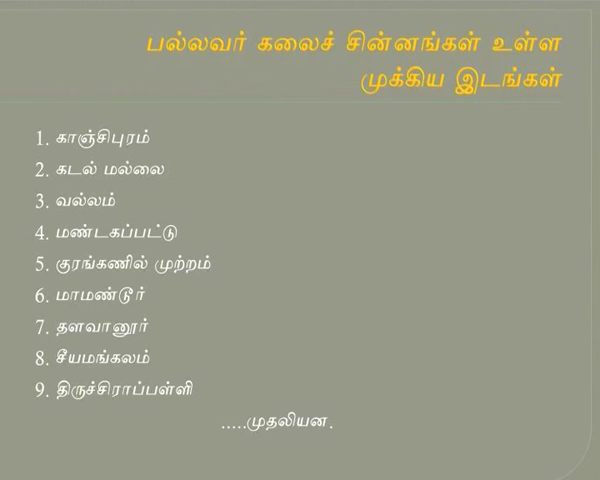 பல்லவர் கலைச் சின்னங்கள் உள்ள
முக்கிய இடங்கள்
1. காஞ்சிபுரம்
2. கடல் மல்லை
3. வல்லம்
4. மண்டகப்பட்டு
5. குரங்கணில் முற்றம்
6. மாமண்டூர்
7. தளவானூர்
8. சீயமங்கலம்
9. திருச்சிராப்பள்ளி
.....முதலியன.